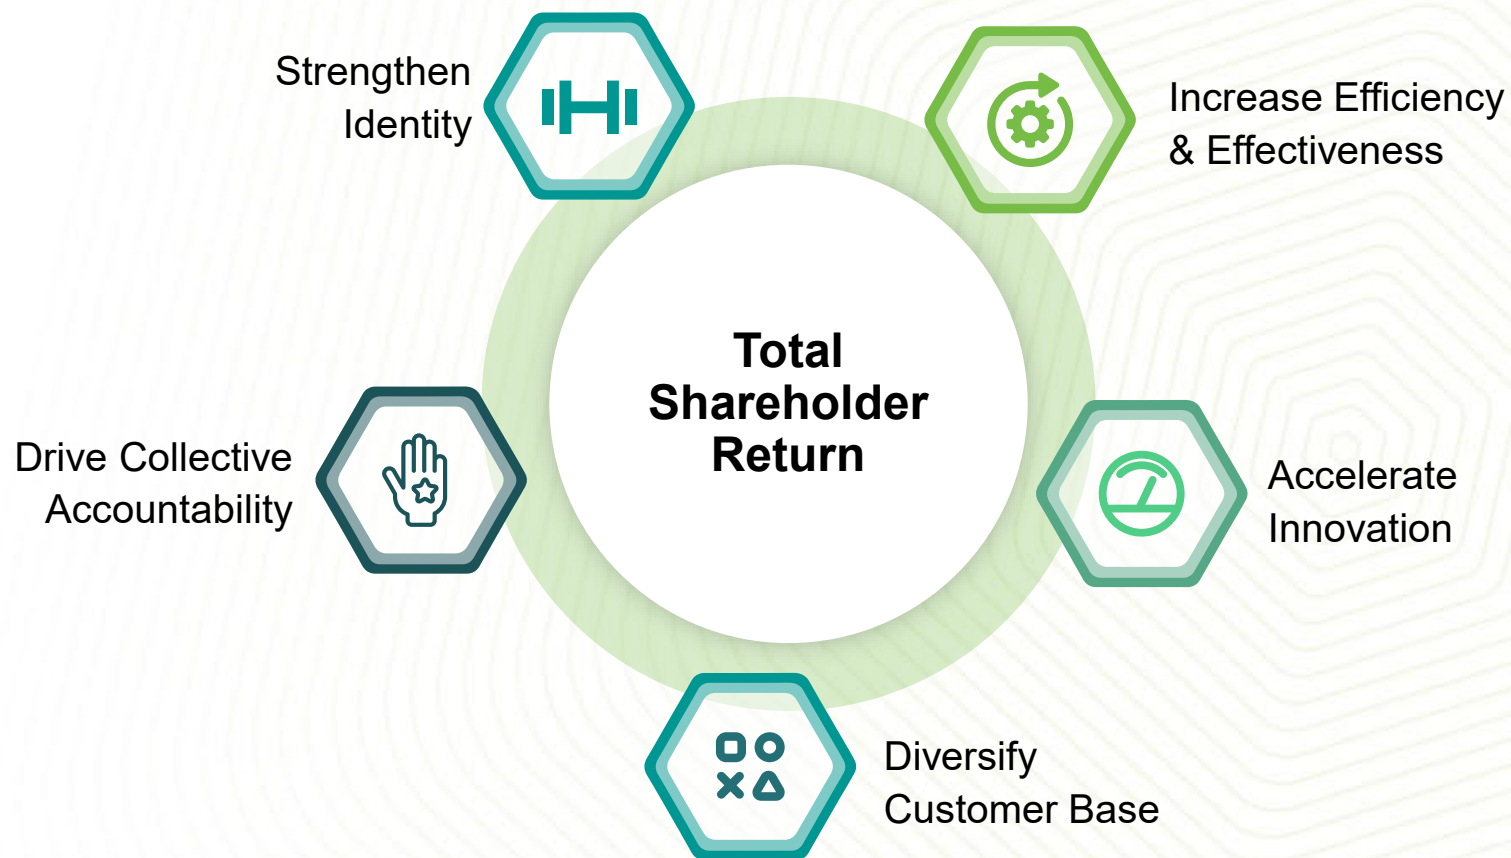 Strengthen
Identity
Increase Efficiency
& Effectiveness
Total
Shareholder
Return
Drive Collective
Accountability
Accelerate
Innovation
Diversify
Customer Base